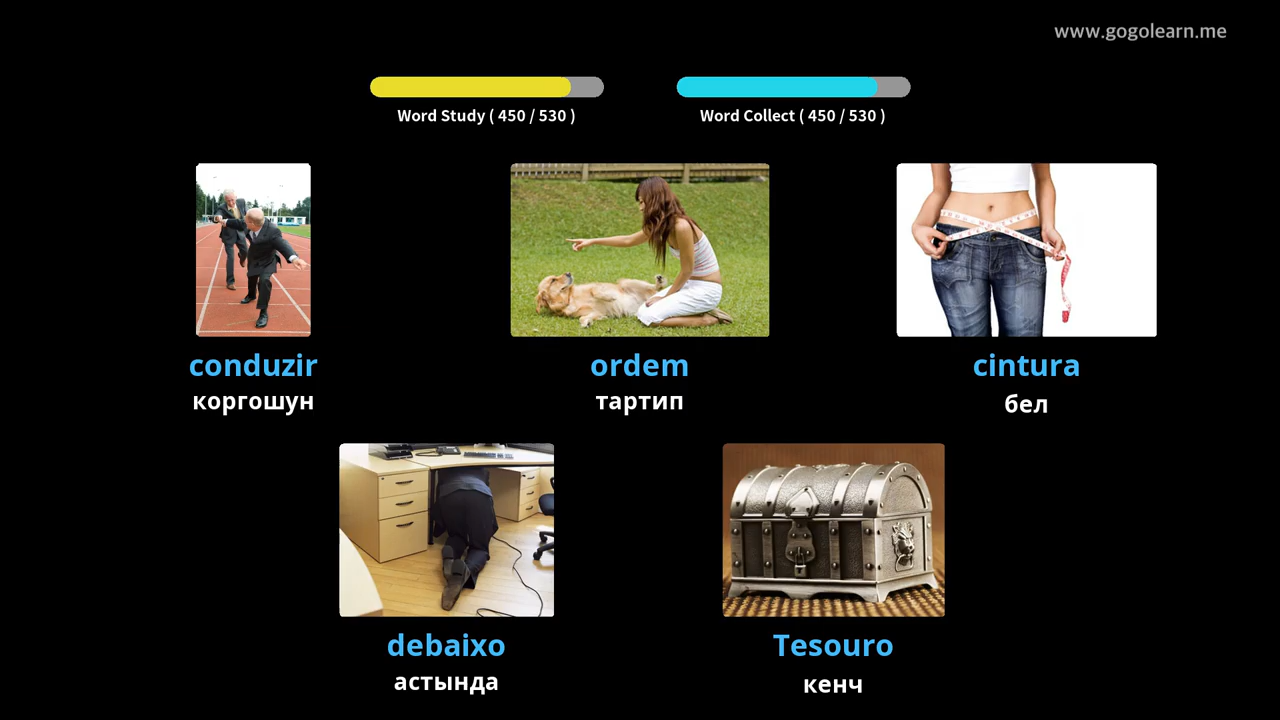 www.gogolearn.me
Word Study ( 450 / 530 )
Word Collect ( 450 / 530 )
conduzir
коргошун
ordem
тартип
cintura
бел
debaixo
астында
Tesouro
кенч